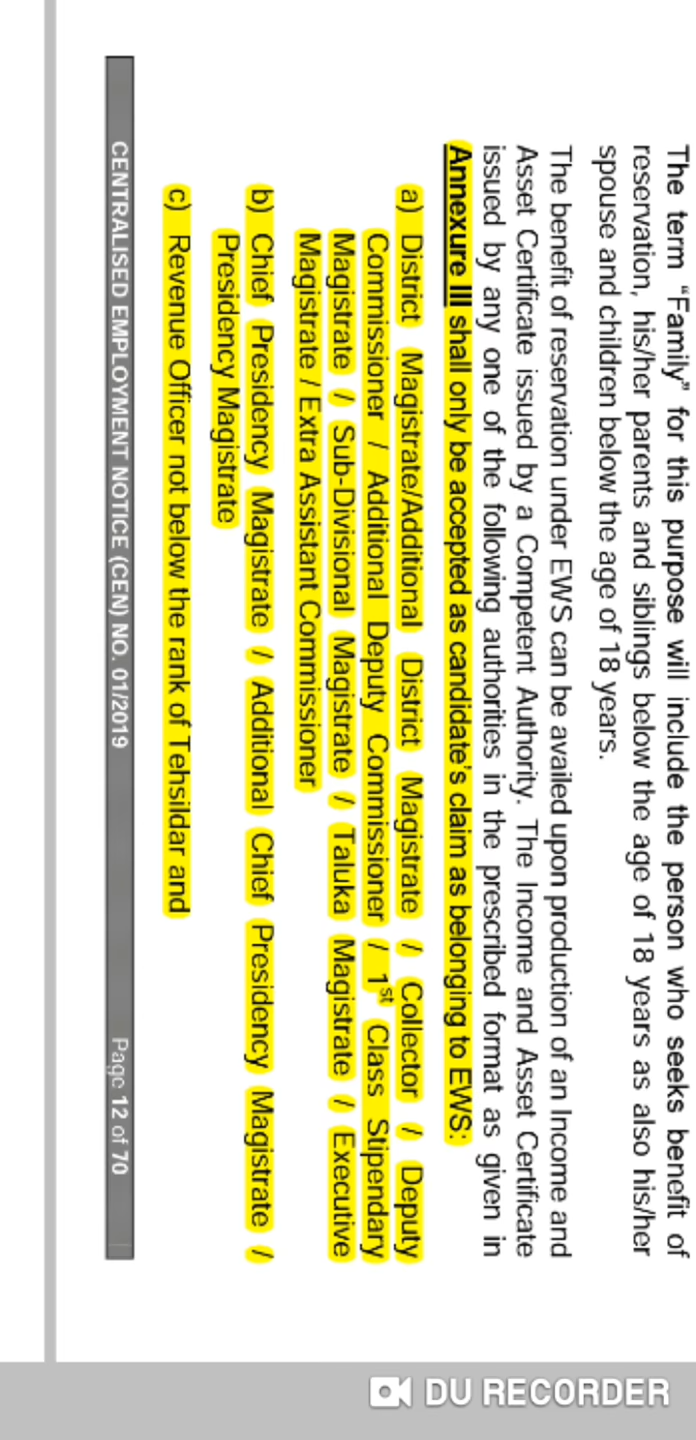 The term “Family” for this purpose will include the person who seeks benefit of
reservation, his/her parents and siblings below the age of 18 years as also his/her
spouse and children below the age of 18 years.
The benefit of reservation under EWS can be availed upon production of an Income and
Asset Certificate issued by a Competent Authority. The Income and Asset Certificate
issued by any one of the following authorities in the prescribed format as given in
Annexure III shall only be accepted as candidate's claim as belonging to EWS:
a) District Magistrate/Additional District Magistrate / Collector / Deputy
Commissioner / Additional Deputy Commissioner / 1st Class Stipendary
Magistrate / Sub-Divisional Magistrate / Taluka Magistrate / Executive
Magistrate / Extra Assistant Commissioner
b) Chief Presidency Magistrate / Additional Chief Presidency Magistrate /
Presidency Magistrate
c) Revenue Officer not below the rank of Tehsildar and
CENTRALISED EMPLOYMENT NOTICE (CEN) NO. 01/2019 Page 12 of 70
DU RECORDER